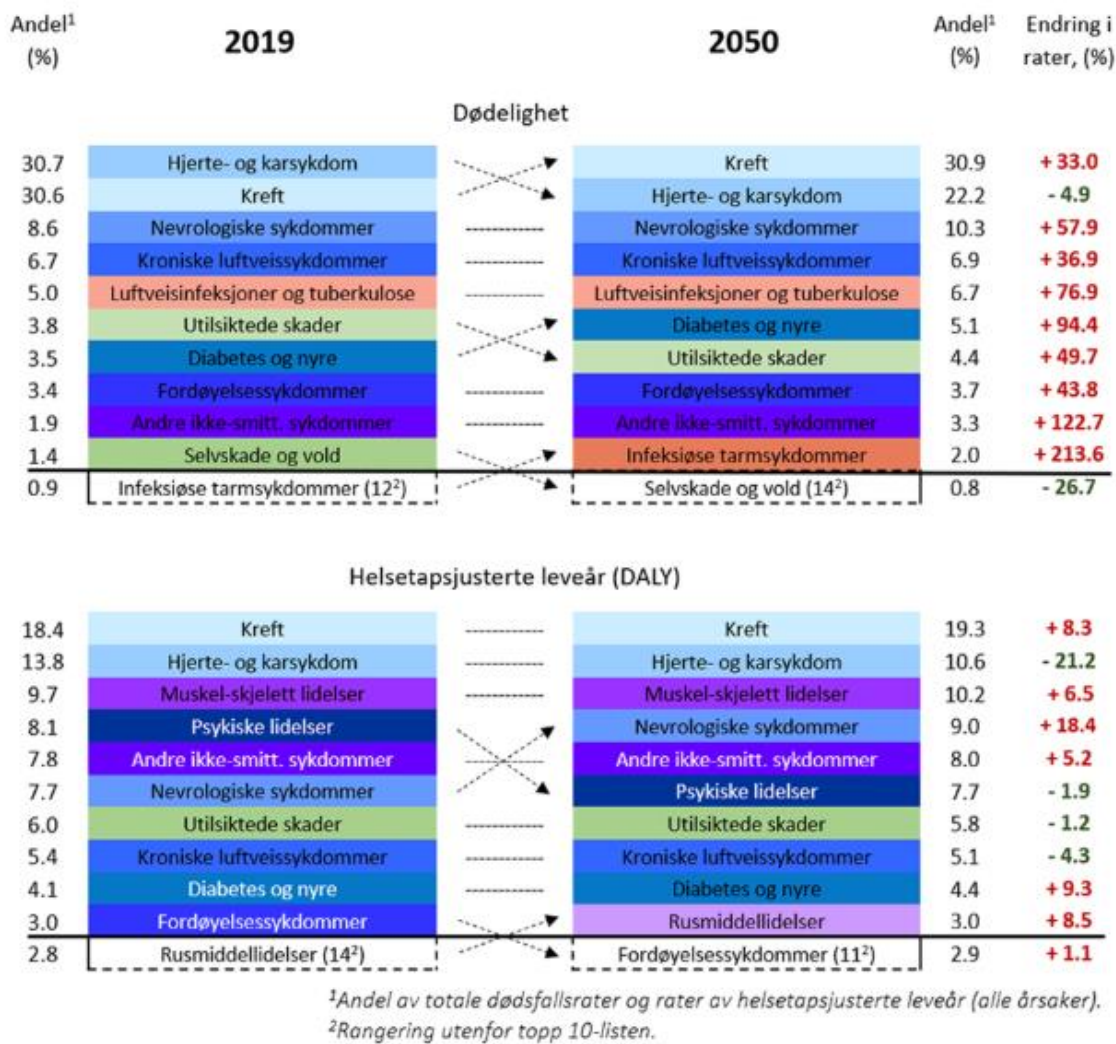 Andel¹ (%) 2019 2050 Andel¹ (%) Endring i rater, (%)
Dødelighet
30.7 Hjerte- og karsykdom Kreft 30.9 + 33.0
30.6 Kreft Hjerte- og karsykdom 22.2 - 4.9
8.6 Nevrologiske sykdommer Nevrologiske sykdommer 10.3 + 57.9
6.7 Kroniske luftveissykdommer Kroniske luftveissykdommer 6.9 + 36.9
5.0 Luftveisinfeksjoner og tuberkulose Luftveisinfeksjoner og tuberkulose 6.7 + 76.9
3.8 Utilsiktede skader Diabetes og nyre 5.1 + 94.4
3.5 Diabetes og nyre Utilsiktede skader 4.4 + 49.7
3.4 Fordøyelsessykdommer Fordøyelsessykdommer 3.7 + 43.8
1.9 Andre ikke-smitt. sykdommer Andre ikke-smitt. sykdommer 3.3 + 122.7
1.4 Selvskade og vold Infeksiøse tarmsykdommer 2.0 + 213.6
0.9 Infeksiøse tarmsykdommer (12²) Selvskade og vold (14²) 0.8 - 26.7
Helsetapsjusterte leveår (DALY)
18.4 Kreft Kreft 19.3 + 8.3
13.8 Hjerte- og karsykdom Hjerte- og karsykdom 10.6 - 21.2
9.7 Muskel-skjelett lidelser Muskel-skjelett lidelser 10.2 + 6.5
8.1 Psykiske lidelser Nevrologiske sykdommer 9.0 + 18.4
7.8 Andre ikke-smitt. sykdommer Andre ikke-smitt. sykdommer 8.0 + 5.2
7.7 Nevrologiske sykdommer Psykiske lidelser 7.7 - 1.9
6.0 Utilsiktede skader Utilsiktede skader 5.8 - 1.2
5.4 Kroniske luftveissykdommer Kroniske luftveissykdommer 5.1 - 4.3
4.1 Diabetes og nyre Diabetes og nyre 4.4 + 9.3
3.0 Fordøyelsessykdommer Rusmiddellidelser 3.0 + 8.5
2.8 Rusmiddellidelser (14²) Fordøyelsessykdommer (11²) 2.9 + 1.1
¹Andel av totale dødsfallsrater og rater av helsetapsjusterte leveår (alle årsaker).
²Rangering utenfor topp 10-listen.